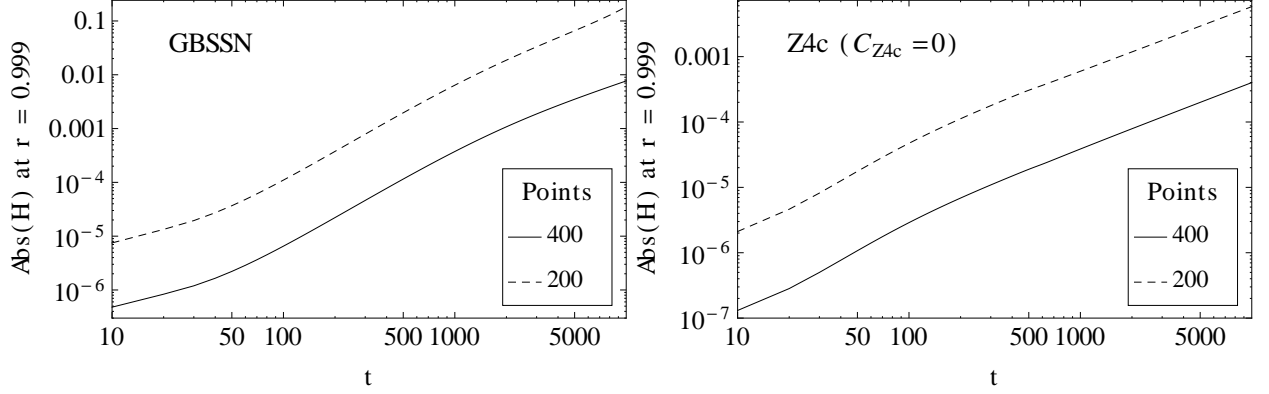 Abs(H) at r = 0.999
0.1
0.01
0.001
10^-4
10^-5
10^-6
GBSSN
Points
400
200
10 50 100 500 1000 5000
t
Abs(H) at r = 0.999
0.001
10^-4
10^-5
10^-6
10^-7
Z4c (C_Z4c =0)
Points
400
200
10 50 100 500 1000 5000
t